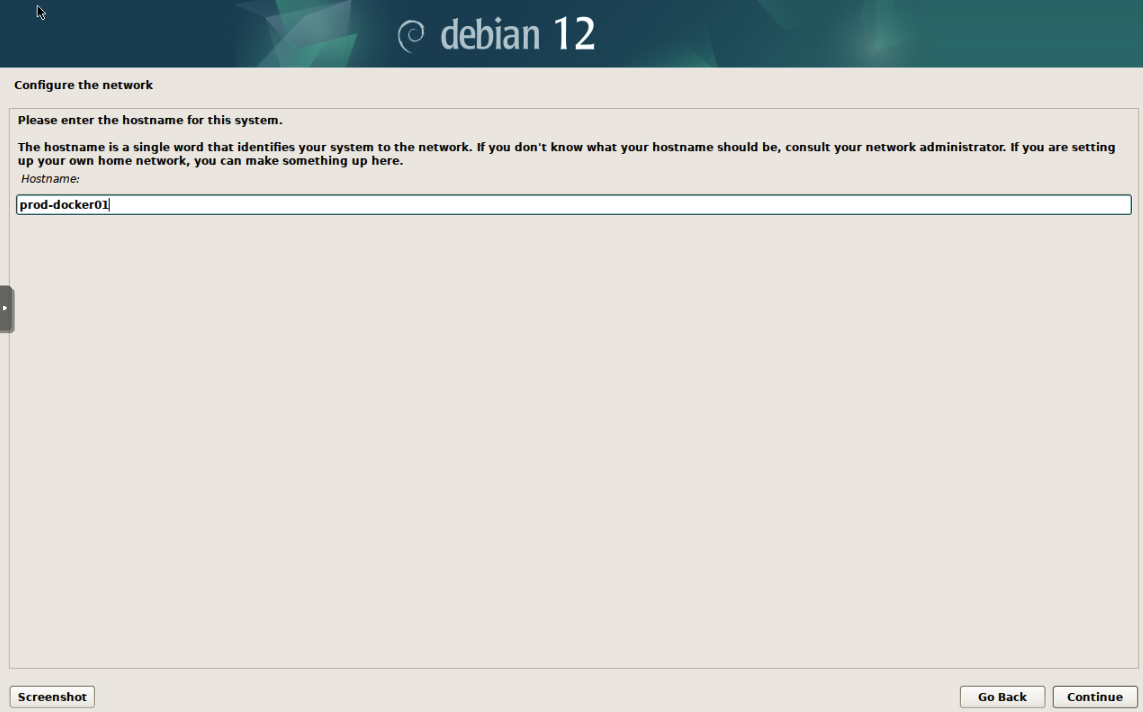 debian 12
Configure the network
Please enter the hostname for this system.
The hostname is a single word that identifies your system to the network. If you don't know what your hostname should be, consult your network administrator. If you are setting
up your own home network, you can make something up here.
Hostname:
prod-docker01
Screenshot
Go Back
Continue